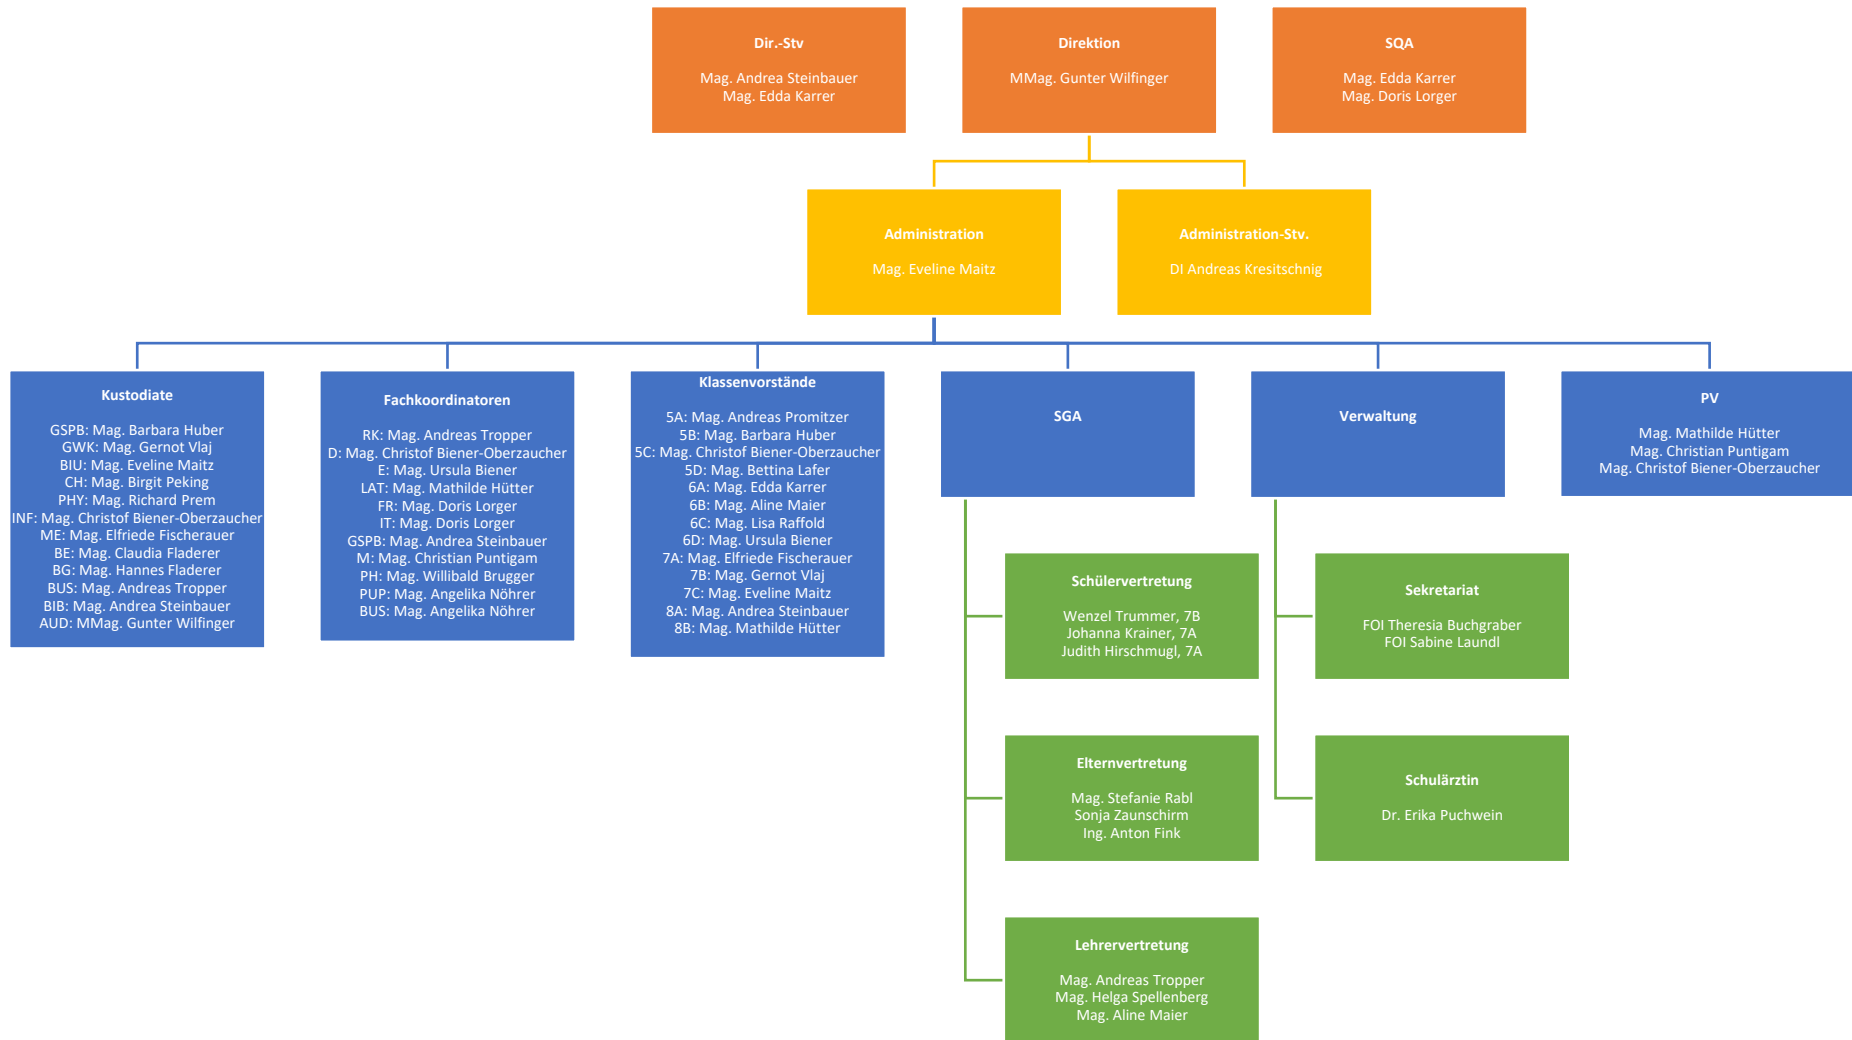 Dir.-Stv
Mag. Andrea Steinbauer
Mag. Edda Karrer
Direktion
MMag. Gunter Wilfinger
SQA
Mag. Edda Karrer
Mag. Doris Lorger
Administration
Mag. Eveline Maitz
Administration-Stv.
DI Andreas Kresitschnig
Kustodiate
GSPB: Mag. Barbara Huber
GWK: Mag. Gernot Vlaj
BIU: Mag. Eveline Maitz
CH: Mag. Birgit Peking
PHY: Mag. Richard Prem
INF: Mag. Christof Biener-Oberzaucher
ME: Mag. Elfriede Fischerauer
BE: Mag. Claudia Fladerer
BG: Mag. Hannes Fladerer
BUS: Mag. Andreas Tropper
BIB: Mag. Andrea Steinbauer
AUD: MMag. Gunter Wilfinger
Fachkoordinatoren
RK: Mag. Andreas Tropper
D: Mag. Christof Biener-Oberzaucher
E: Mag. Ursula Biener
LAT: Mag. Mathilde Hütter
FR: Mag. Doris Lorger
IT: Mag. Doris Lorger
GSPB: Mag. Andrea Steinbauer
M: Mag. Christian Puntigam
PH: Mag. Willibald Brugger
PUP: Mag. Angelika Nöhrer
BUS: Mag. Angelika Nöhrer
Klassenvorstände
5A: Mag. Andreas Promitzer
5B: Mag. Barbara Huber
5C: Mag. Christof Biener-Oberzaucher
5D: Mag. Bettina Lafer
6A: Mag. Edda Karrer
6B: Mag. Aline Maier
6C: Mag. Lisa Raffold
6D: Mag. Ursula Biener
7A: Mag. Elfriede Fischerauer
7B: Mag. Gernot Vlaj
7C: Mag. Eveline Maitz
8A: Mag. Andrea Steinbauer
8B: Mag. Mathilde Hütter
SGA
Verwaltung
PV
Mag. Mathilde Hütter
Mag. Christian Puntigam
Mag. Christof Biener-Oberzaucher
Schülervertretung
Wenzel Trummer, 7B
Johanna Krainer, 7A
Judith Hirschmugl, 7A
Sekretariat
FOI Theresia Buchgraber
FOI Sabine Laundl
Elternvertretung
Mag. Stefanie Rabl
Sonja Zaunschirm
Ing. Anton Fink
Schulärztin
Dr. Erika Puchwein
Lehrervertretung
Mag. Andreas Tropper
Mag. Helga Spellenberg
Mag. Aline Maier